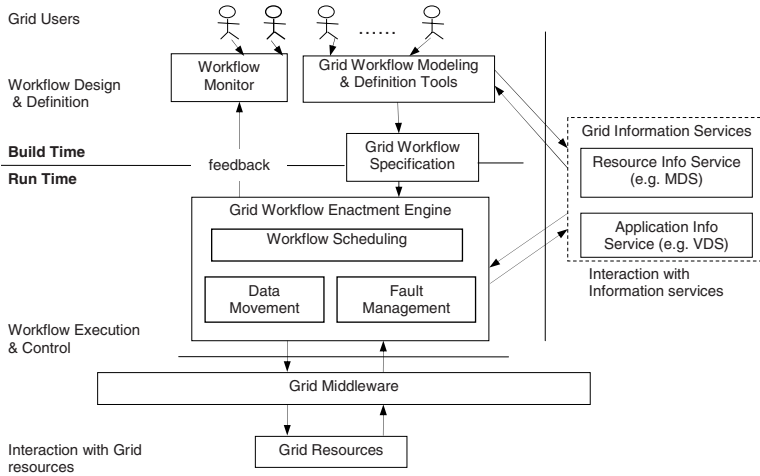 Grid Users
......
Workflow Monitor
Grid Workflow Modeling
& Definition Tools
Workflow Design
& Definition
Grid Workflow
Specification
Build Time
feedback
Run Time
Grid Information Services
Resource Info Service
(e.g. MDS)
Application Info
Service (e.g. VDS)
Interaction with
Information services
Grid Workflow Enactment Engine
Workflow Scheduling
Data
Movement
Fault
Management
Workflow Execution
& Control
Grid Middleware
Interaction with Grid
resources
Grid Resources